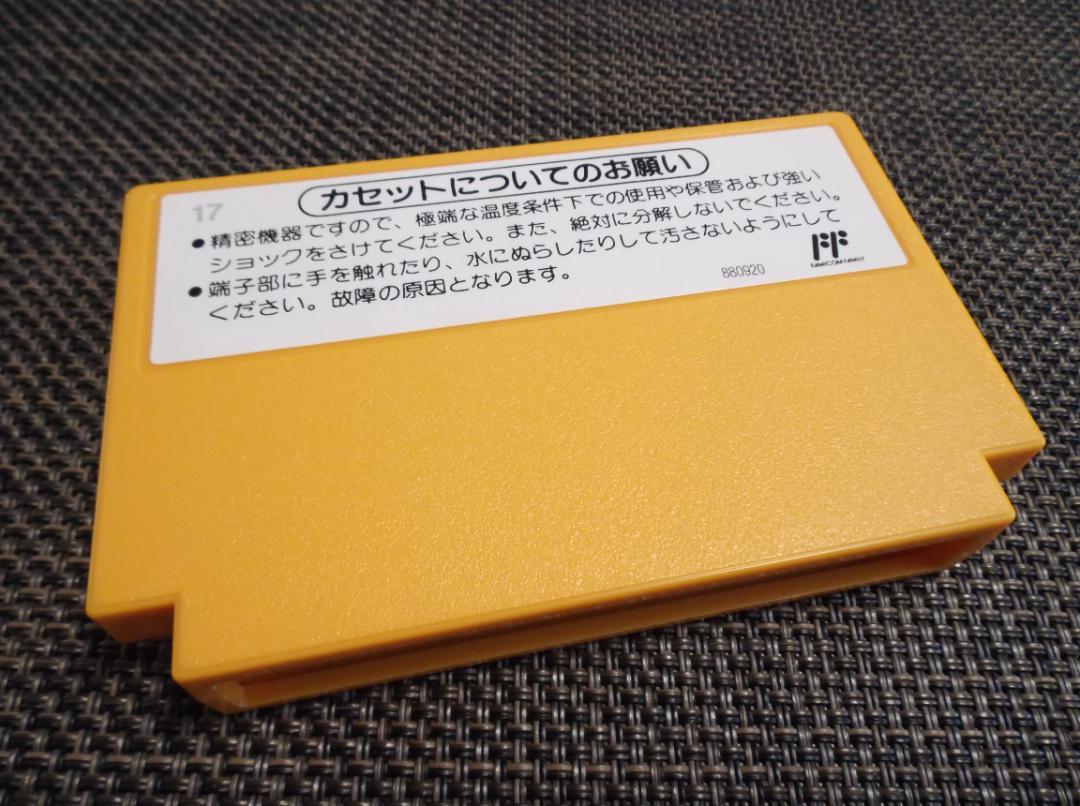 カセットについてのお願い
17
●精密機器ですので、極端な温度条件下での使用や保管および強い
ショックをさけてください。また、絶対に分解しないでください。
●端子部に手を触れたり、水にぬらしたりして汚さないようにして
ください。故障の原因となります。
880920
FF
FAMICOM FAMILY